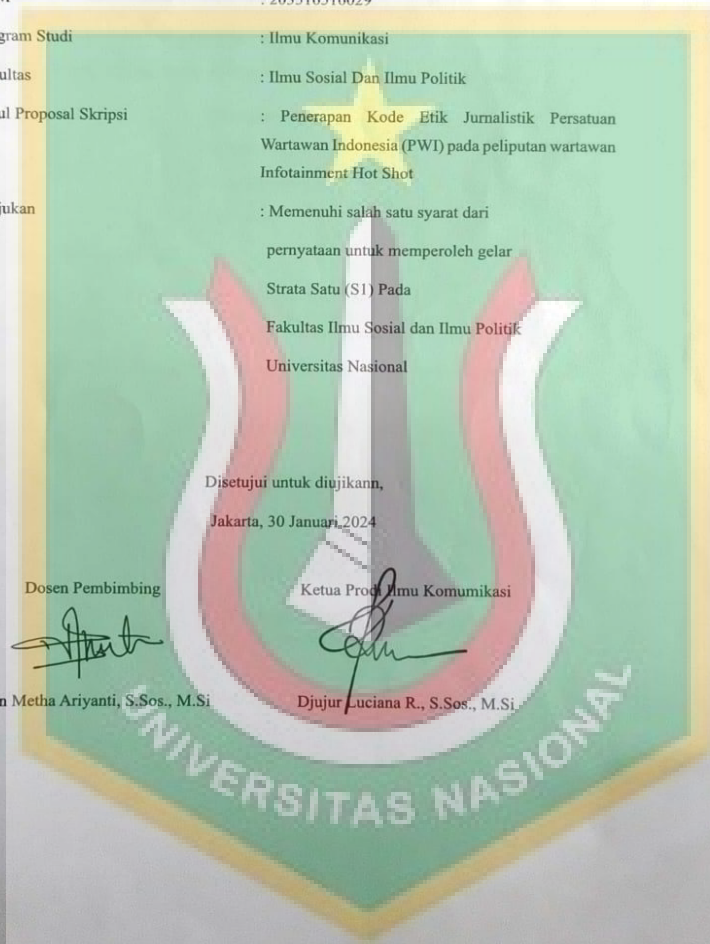 gram Studi : Ilmu Komunikasi
ultas : Ilmu Sosial Dan Ilmu Politik
ul Proposal Skripsi : Penerapan Kode Etik Jurnalistik Persatuan
Wartawan Indonesia (PWI) pada peliputan wartawan
Infotainment Hot Shot
jukan : Memenuhi salah satu syarat dari
pernyataan untuk memperoleh gelar
Strata Satu (S1) Pada
Fakultas Ilmu Sosial dan Ilmu Politik
Universitas Nasional
Disetujui untuk diujikann,
Jakarta, 30 Januari 2024
Dosen Pembimbing Ketua Prodi Ilmu Komumikasi
n Metha Ariyanti, S.Sos., M.Si Djujur Luciana R., S.Sos., M.Si
UNIVERSITAS NASIONAL